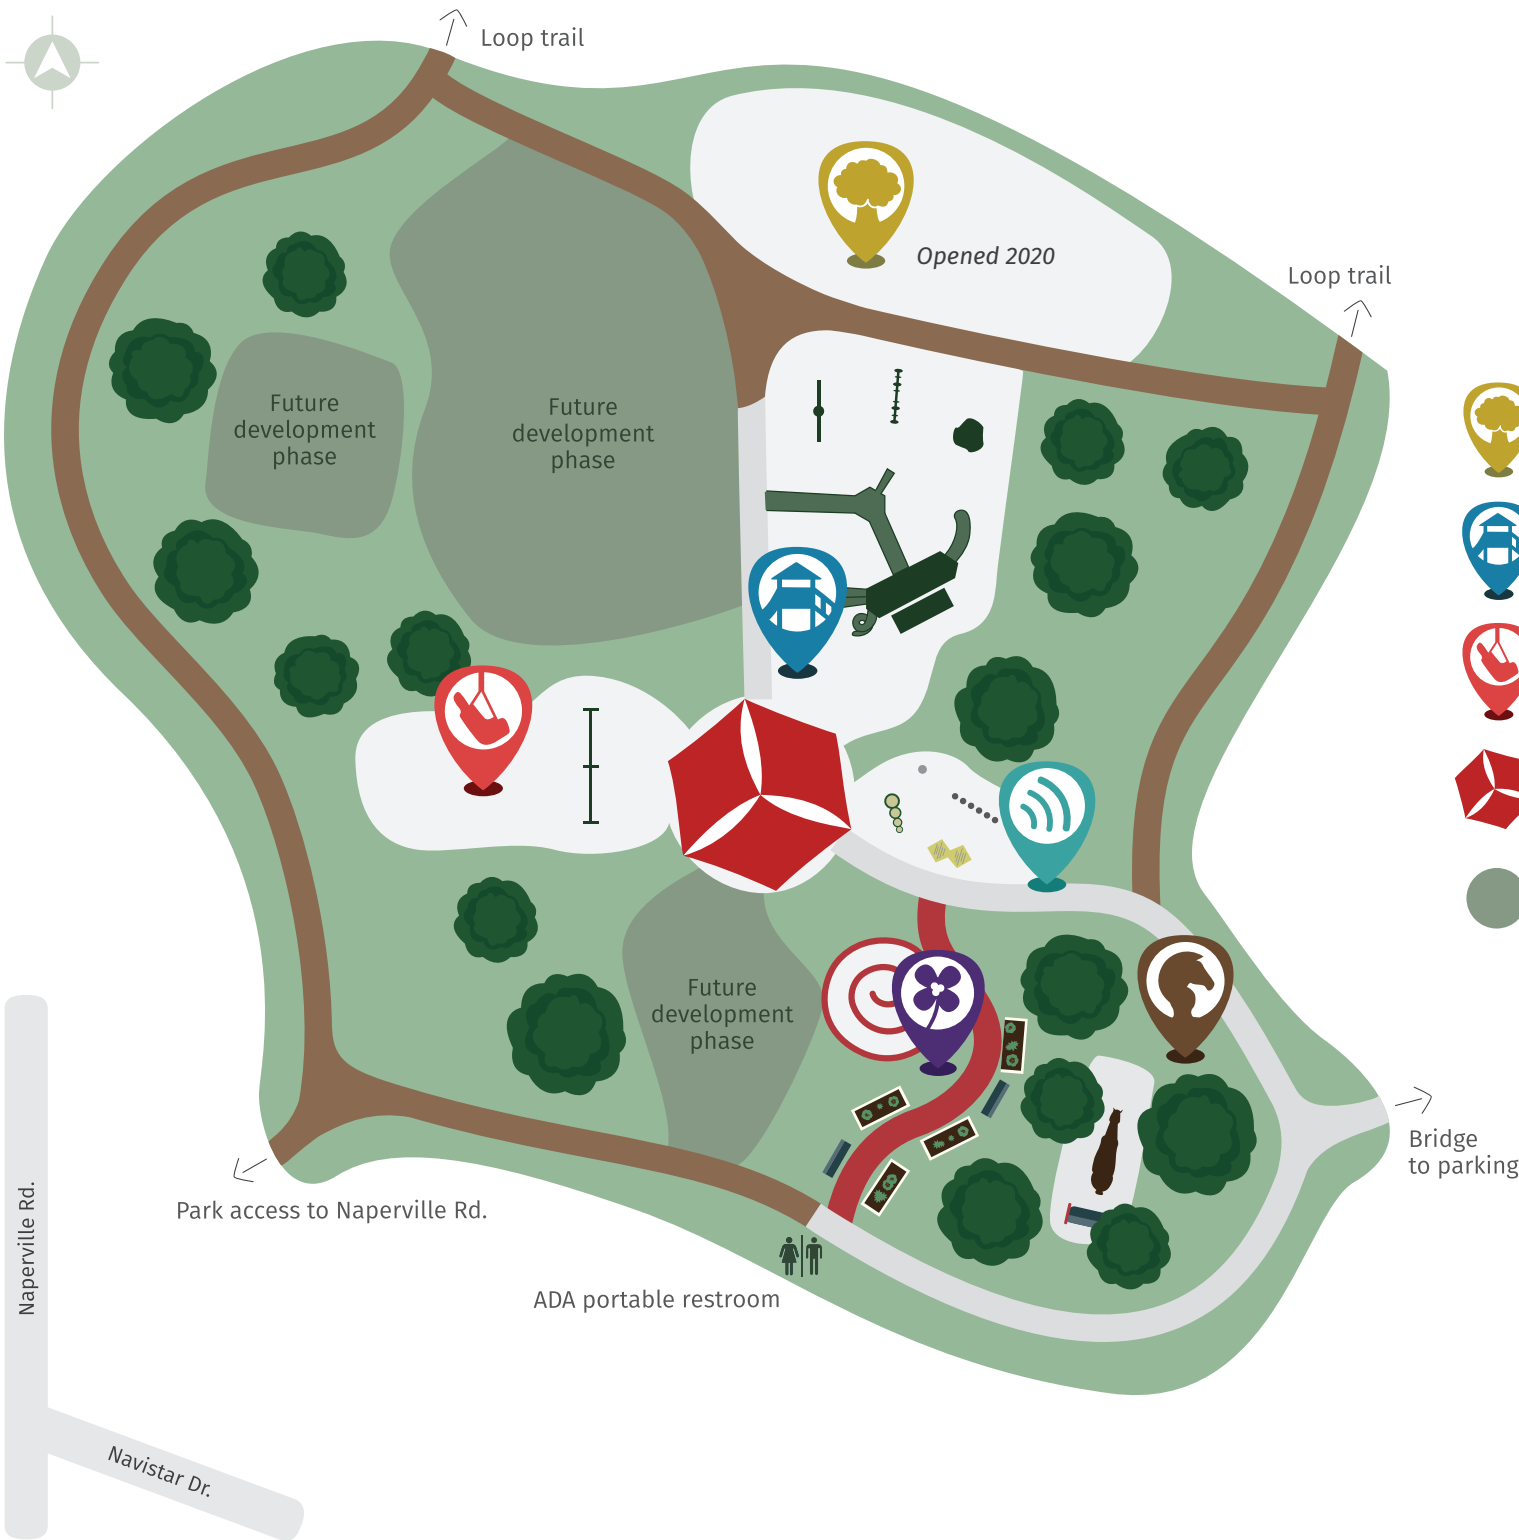 Loop trail
Opened 2020
Loop trail
Future
development
phase
Future
development
phase
Future
development
phase
Bridge
to parking
Park access to Naperville Rd.
Naperville Rd.
ADA portable restroom
Navistar Dr.